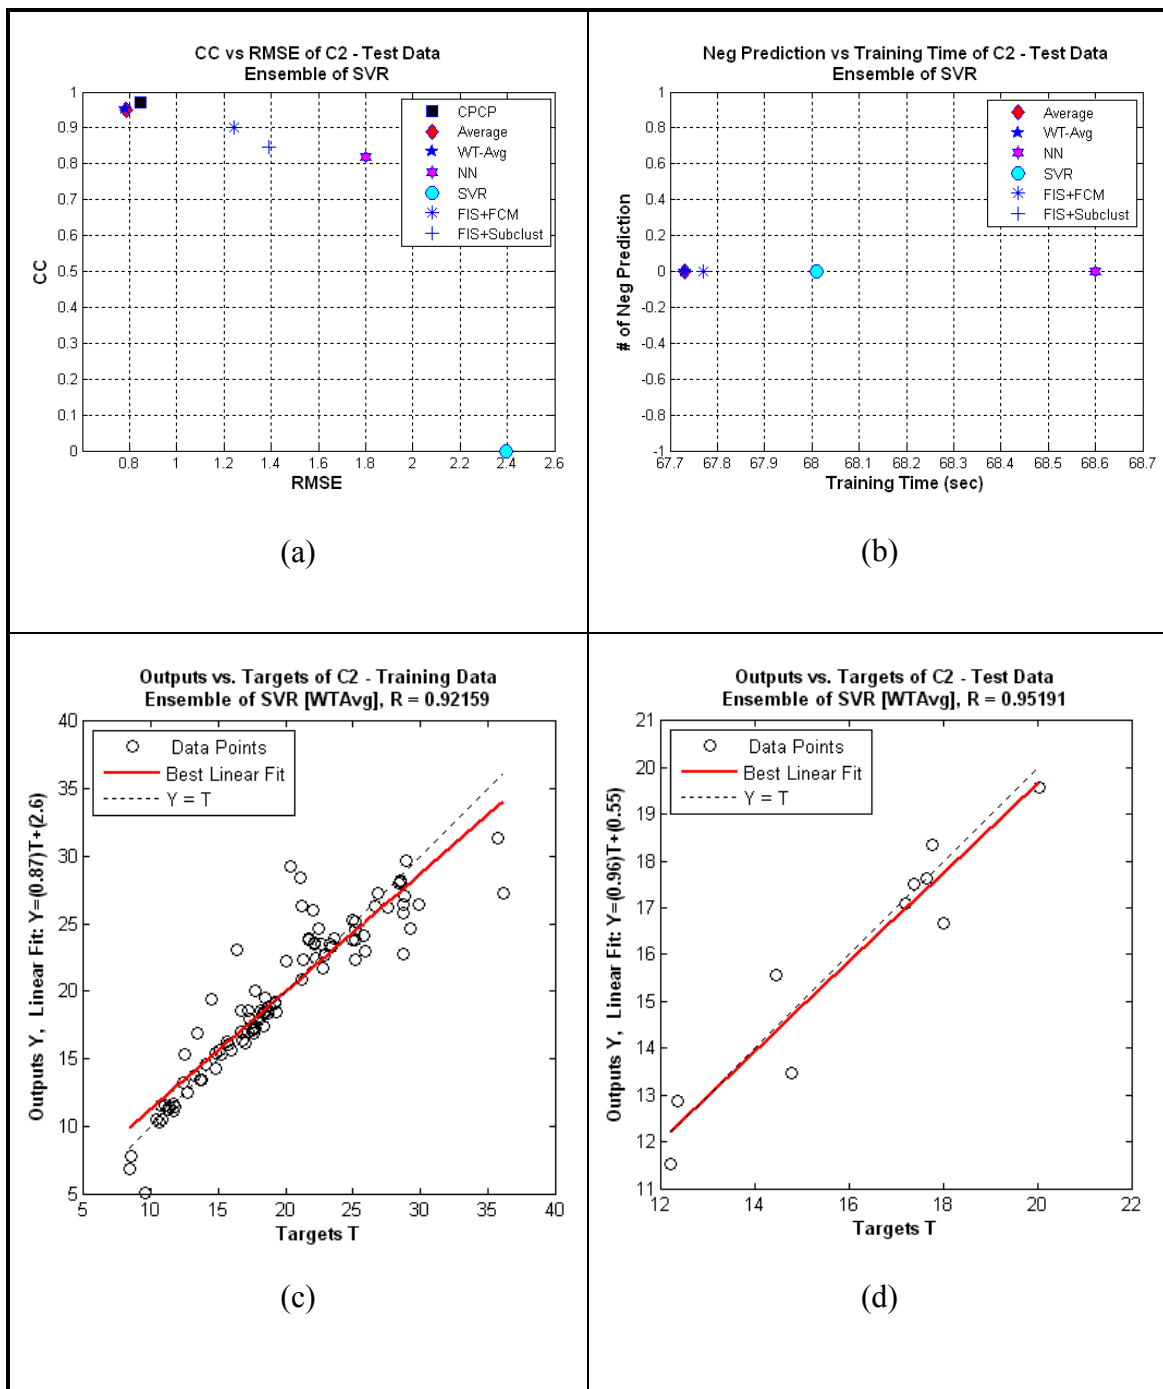 CC vs RMSE of C2 - Test Data
Ensemble of SVR
1
0.9
0.8
0.7
0.6
0.5
0.4
0.3
0.2
0.1
0
CC
CPCP
Average
WT-Avg
NN
SVR
FIS+FCM
FIS+Subclust
0.8
1
1.2
1.4
1.6
1.8
2
2.2
2.4
2.6
RMSE
(a)
Neg Prediction vs Training Time of C2 - Test Data
Ensemble of SVR
1
0.8
0.6
0.4
0.2
0
-0.2
-0.4
-0.6
-0.8
-1
# of Neg Prediction
Average
WT-Avg
NN
SVR
FIS+FCM
FIS+Subclust
67.7
67.8
67.9
68
68.1
68.2
68.3
68.4
68.5
68.6
68.7
Training Time (sec)
(b)
Outputs vs. Targets of C2 - Training Data
Ensemble of SVR [WTAvg], R = 0.92159
40
35
30
25
20
15
10
5
Outputs Y, Linear Fit: Y=(0.87)T+(2.6)
Data Points
Best Linear Fit
Y = T
5
10
15
20
25
30
35
40
Targets T
(c)
Outputs vs. Targets of C2 - Test Data
Ensemble of SVR [WTAvg], R = 0.95191
21
20
19
18
17
16
15
14
13
12
11
Outputs Y, Linear Fit: Y=(0.96)T+(0.55)
Data Points
Best Linear Fit
Y = T
12
14
16
18
20
22
Targets T
(d)